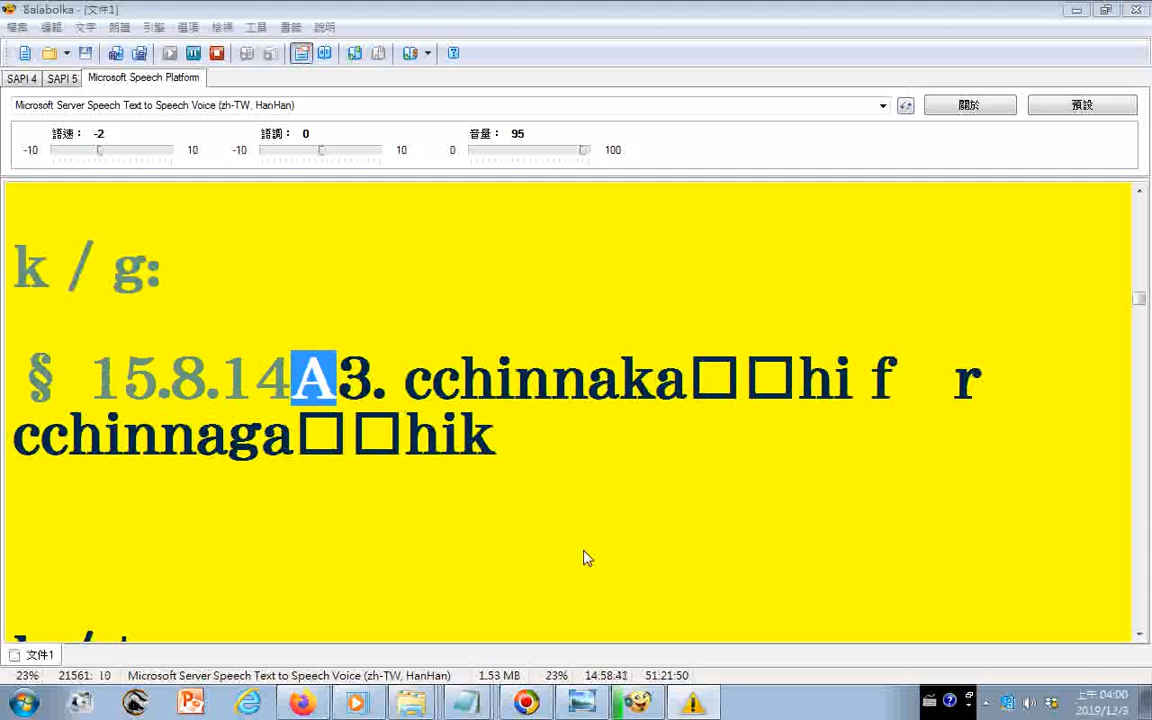 Balabolka - [文件1]
檔案 編輯 文字 朗讀 引擎 選項 檢視 工具 書籤 說明
SAPI 4 SAPI 5 Microsoft Speech Platform
Microsoft Server Speech Text to Speech Voice (zh-TW, HanHan) 關於 預設
語速： -2 語調： 0 音量： 95
-10 10 -10 10 0 100
k / g:
§ 15.8.14A3. cchinnaka□□hi f r
cchinnaga□□hik
文件1
23% 21561: 10 Microsoft Server Speech Text to Speech Voice (zh-TW, HanHan) 1.53 MB 23% 14:58:41 51:21:50
上午 04:00
2019/12/3